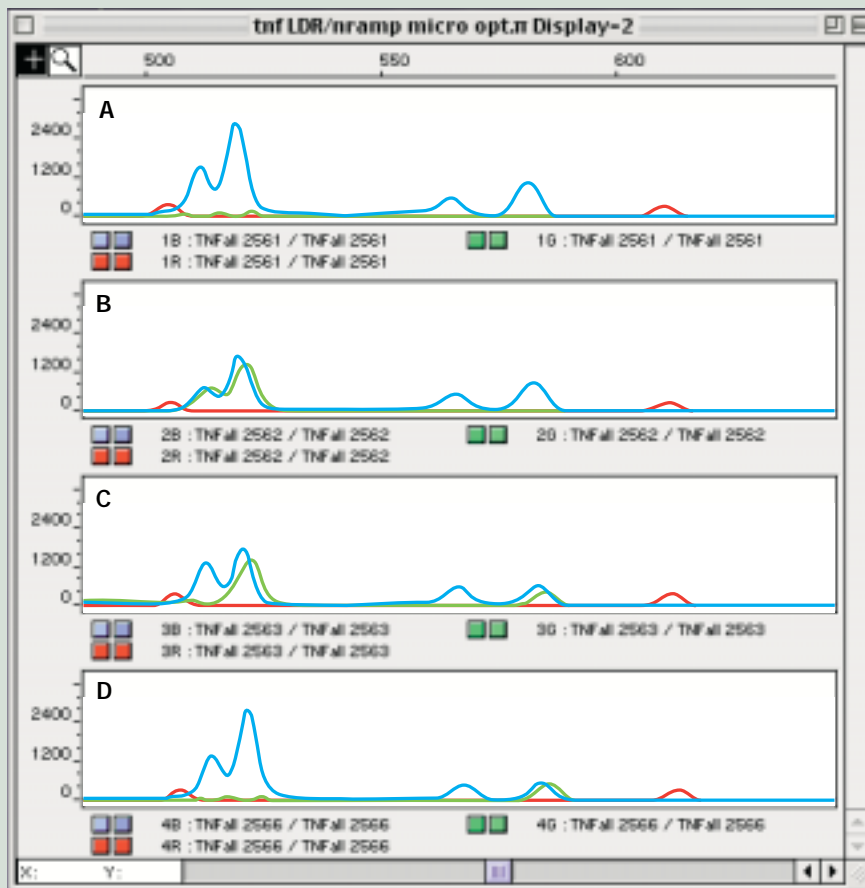 tnf LDR/nramp micro opt.π Display-2
500 550 600
A
2400
1200
0
1B : TNFall 2561 / TNFall 2561 1G : TNFall 2561 / TNFall 2561
1R : TNFall 2561 / TNFall 2561
B
2400
1200
0
2B : TNFall 2562 / TNFall 2562 2G : TNFall 2562 / TNFall 2562
2R : TNFall 2562 / TNFall 2562
C
2400
1200
0
3B : TNFall 2563 / TNFall 2563 3G : TNFall 2563 / TNFall 2563
3R : TNFall 2563 / TNFall 2563
D
2400
1200
0
4B : TNFall 2566 / TNFall 2566 4G : TNFall 2566 / TNFall 2566
4R : TNFall 2566 / TNFall 2566
X: Y: